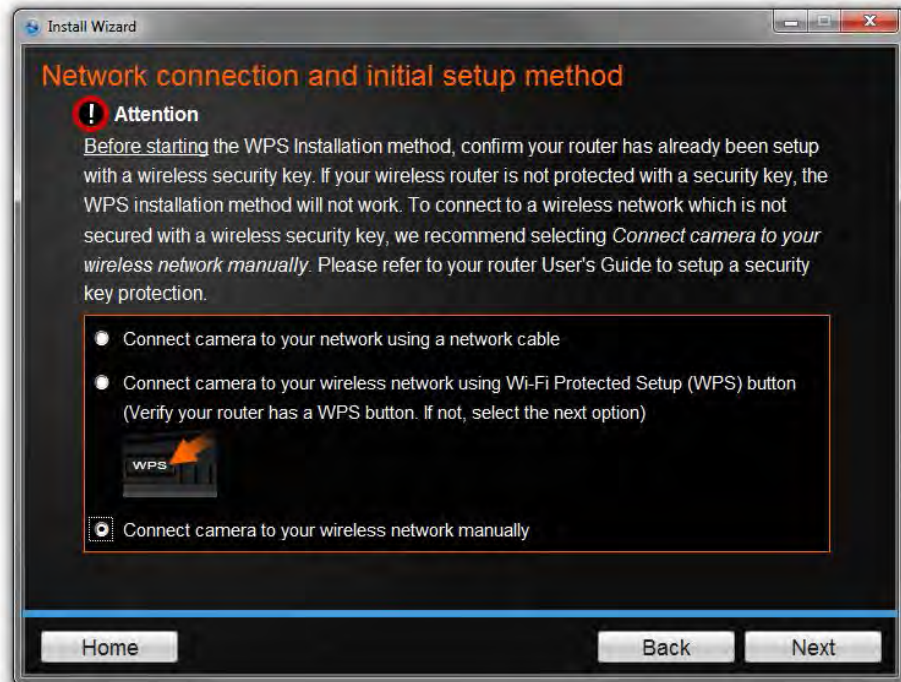 Install Wizard
Network connection and initial setup method
! Attention
Before starting the WPS Installation method, confirm your router has already been setup
with a wireless security key. If your wireless router is not protected with a security key, the
WPS installation method will not work. To connect to a wireless network which is not
secured with a wireless security key, we recommend selecting Connect camera to your
wireless network manually. Please refer to your router User's Guide to setup a security
key protection.
Connect camera to your network using a network cable
Connect camera to your wireless network using Wi-Fi Protected Setup (WPS) button
(Verify your router has a WPS button. If not, select the next option)
WPS
Connect camera to your wireless network manually
Home Back Next